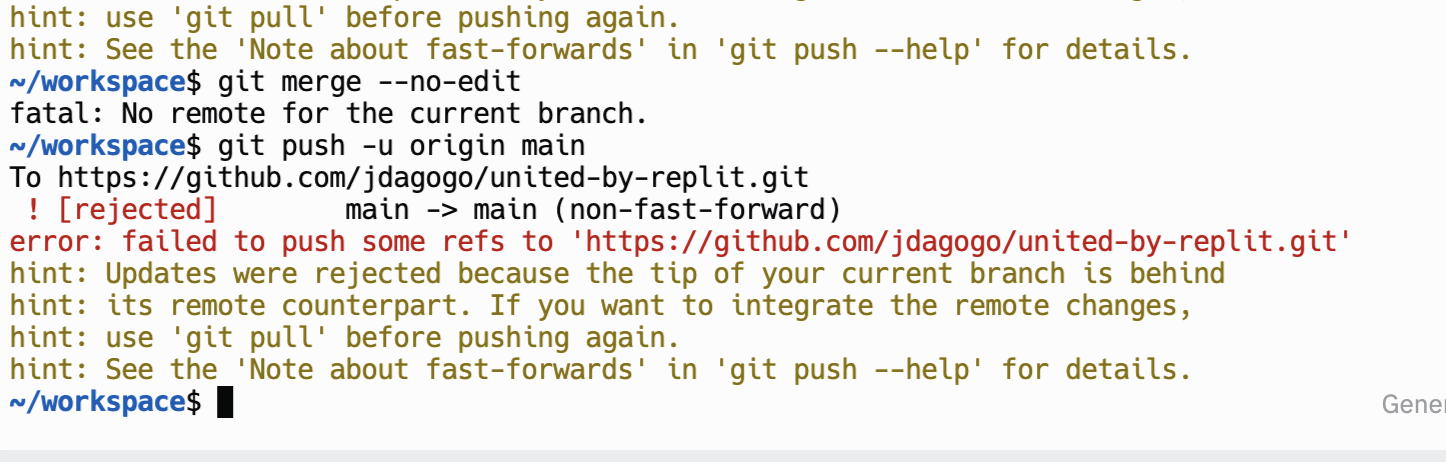 hint: use 'git pull' before pushing again.
hint: See the 'Note about fast-forwards' in 'git push --help' for details.
~/workspace$ git merge --no-edit
fatal: No remote for the current branch.
~/workspace$ git push -u origin main
To https://github.com/jdagogo/united-by-replit.git
 ! [rejected]        main -> main (non-fast-forward)
error: failed to push some refs to 'https://github.com/jdagogo/united-by-replit.git'
hint: Updates were rejected because the tip of your current branch is behind
hint: its remote counterpart. If you want to integrate the remote changes,
hint: use 'git pull' before pushing again.
hint: See the 'Note about fast-forwards' in 'git push --help' for details.
~/workspace$
Gener